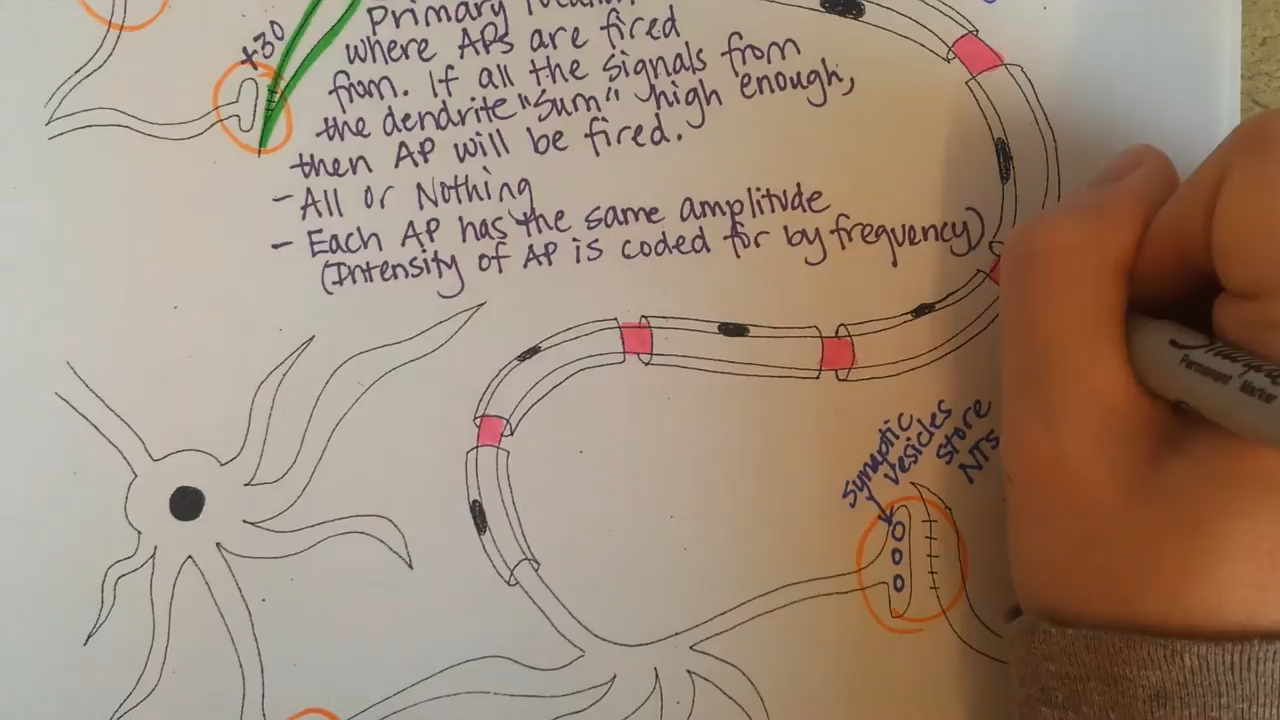 +30
Primary
where APs are fired
from. If all the signals from
the dendrite "sum" high enough,
then AP will be fired.
- All or Nothing
- Each AP has the same amplitude
(Intensity of AP is coded for by frequency)
Synaptic
vesicles
store
NTs
Permanent Marker